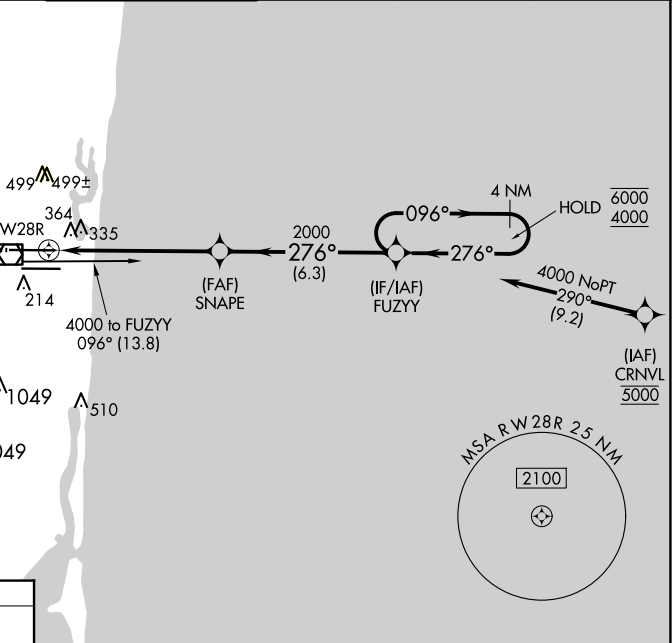 499 499±
364
335
W28R
214
4000 to FUZYY
096° (13.8)
1049
510
049
(FAF)
SNAPE
2000
276°
(6.3)
(IF/IAF)
FUZYY
096°
276°
4 NM
HOLD
6000
4000
4000 NoPT
290°
(9.2)
(IAF)
CRNVL
5000
MSA RW28R 25 NM
2100